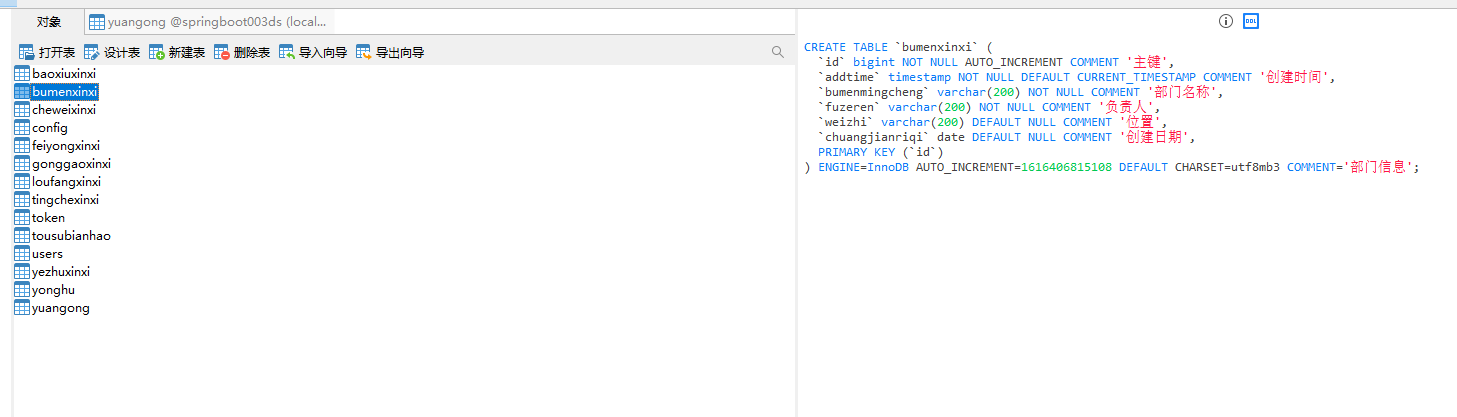 对象
yuangong @springboot003ds (local...
打开表 设计表 新建表 删除表 导入向导 导出向导
baoxiuxinxi
bumenxinxi
cheweixinxi
config
feiyongxinxi
gonggaoxinxi
loufangxinxi
tingchexinxi
token
tousubianhao
users
yezhuxinxi
yonghu
yuangong
DDL
CREATE TABLE `bumenxinxi` (
`id` bigint NOT NULL AUTO_INCREMENT COMMENT '主键',
`addtime` timestamp NOT NULL DEFAULT CURRENT_TIMESTAMP COMMENT '创建时间',
`bumenmingcheng` varchar(200) NOT NULL COMMENT '部门名称',
`fuzeren` varchar(200) NOT NULL COMMENT '负责人',
`weizhi` varchar(200) DEFAULT NULL COMMENT '位置',
`chuangjianriqi` date DEFAULT NULL COMMENT '创建日期',
PRIMARY KEY (`id`)
) ENGINE=InnoDB AUTO_INCREMENT=1616406815108 DEFAULT CHARSET=utf8mb3 COMMENT='部门信息';